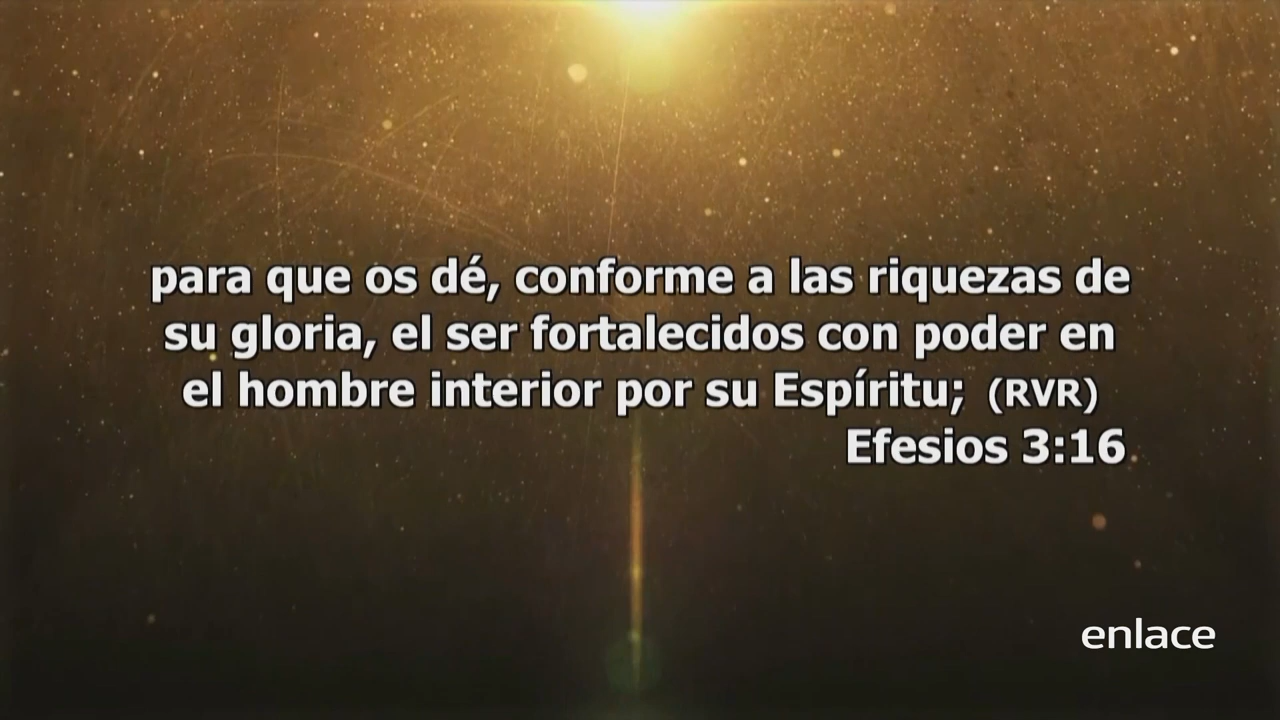 para que os dé, conforme a las riquezas de
su gloria, el ser fortalecidos con poder en
el hombre interior por su Espíritu; (RVR)
Efesios 3:16
enlace